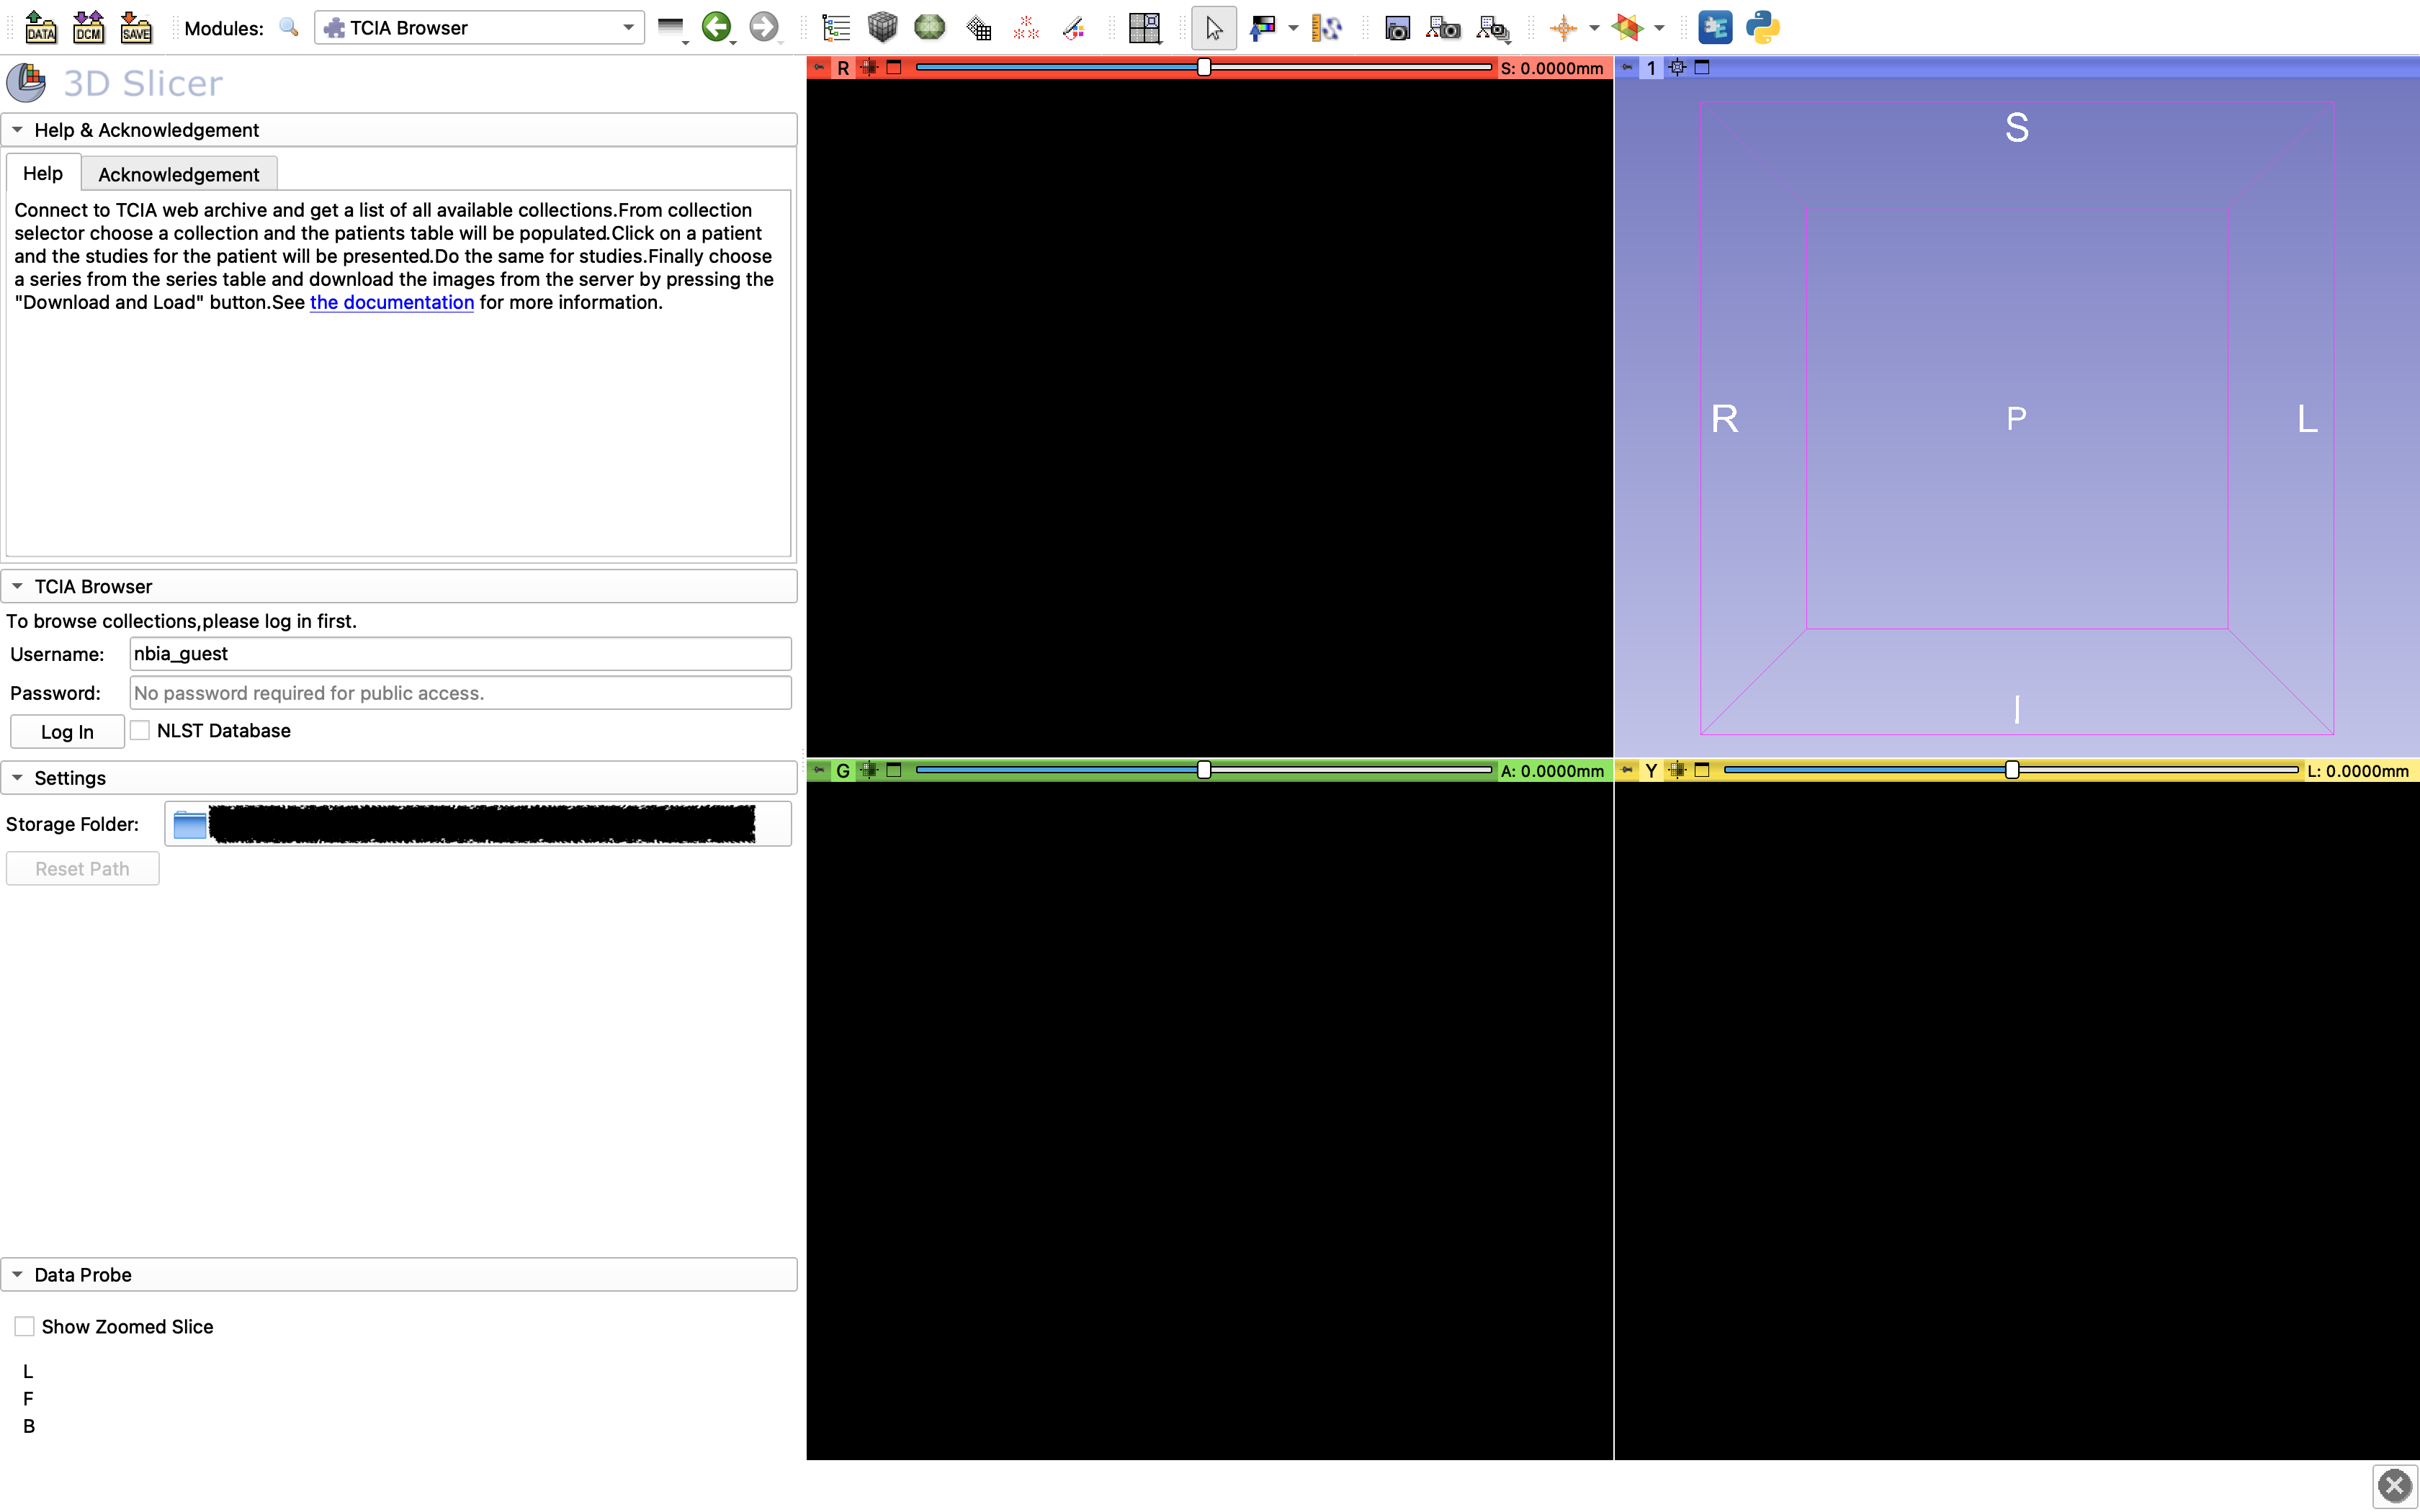 DATA DCM SAVE Modules: TCIA Browser
3D Slicer
Help & Acknowledgement
Help Acknowledgement
Connect to TCIA web archive and get a list of all available collections.From collection
selector choose a collection and the patients table will be populated.Click on a patient
and the studies for the patient will be presented.Do the same for studies.Finally choose
a series from the series table and download the images from the server by pressing the
"Download and Load" button.See the documentation for more information.
TCIA Browser
To browse collections,please log in first.
Username: nbia_guest
Password: No password required for public access.
Log In NLST Database
Settings
Storage Folder:
Reset Path
Data Probe
Show Zoomed Slice
L
F
B
R S: 0.0000mm
1
S
R P L
I
G A: 0.0000mm
Y L: 0.0000mm